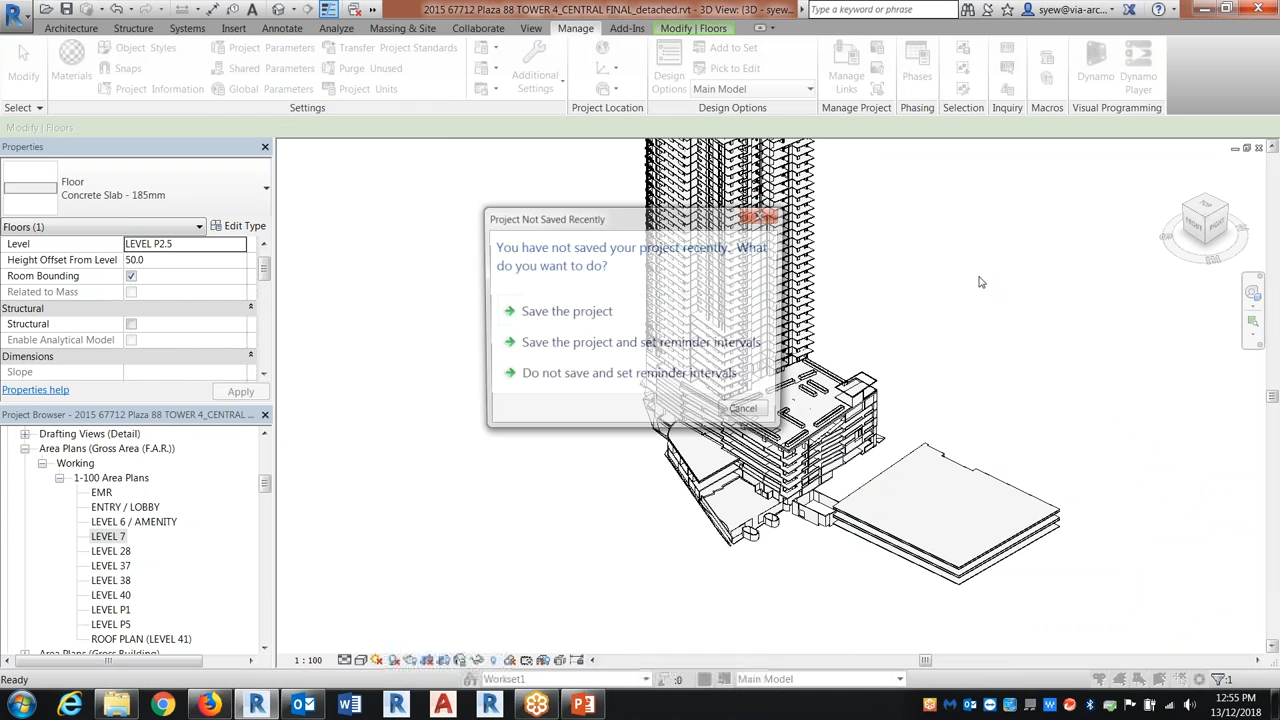 2015 67712 Plaza 88 TOWER 4_CENTRAL FINAL_detached.rvt - 3D View: {3D - syew@via-arc...
Type a keyword or phrase
syew@via-arc...
Architecture Structure Systems Insert Annotate Analyze Massing & Site Collaborate View Manage Add-Ins Modify | Floors
Modify
Materials
Object Styles
Snaps
Project Information
Project Parameters
Shared Parameters
Global Parameters
Transfer Project Standards
Purge Unused
Project Units
Additional Settings
Design Options
Add to Set
Pick to Edit
Main Model
Manage Links
Phases
Dynamo
Dynamo Player
Select Settings Project Location Design Options Manage Project Phasing Selection Inquiry Macros Visual Programming
Modify | Floors
Properties
Floor
Concrete Slab - 185mm
Floors (1) Edit Type
Level LEVEL P2.5
Height Offset From Level 50.0
Room Bounding
Related to Mass
Structural
Structural
Enable Analytical Model
Dimensions
Slope
Properties help Apply
Project Browser - 2015 67712 Plaza 88 TOWER 4_CENTRAL ...
Drafting Views (Detail)
Area Plans (Gross Area (F.A.R.))
Working
1-100 Area Plans
EMR
ENTRY / LOBBY
LEVEL 6 / AMENITY
LEVEL 7
LEVEL 28
LEVEL 37
LEVEL 38
LEVEL 40
LEVEL P1
LEVEL P5
ROOF PLAN (LEVEL 41)
Area Plans (Gross Building)
Project Not Saved Recently
You have not saved your project recently. What
do you want to do?
Save the project
Save the project and set reminder intervals
Do not save and set reminder intervals
Cancel
TOP
FRONT
RIGHT
1 : 100
Ready
Workset1
:0
Main Model
:1
12:55 PM
13/12/2018